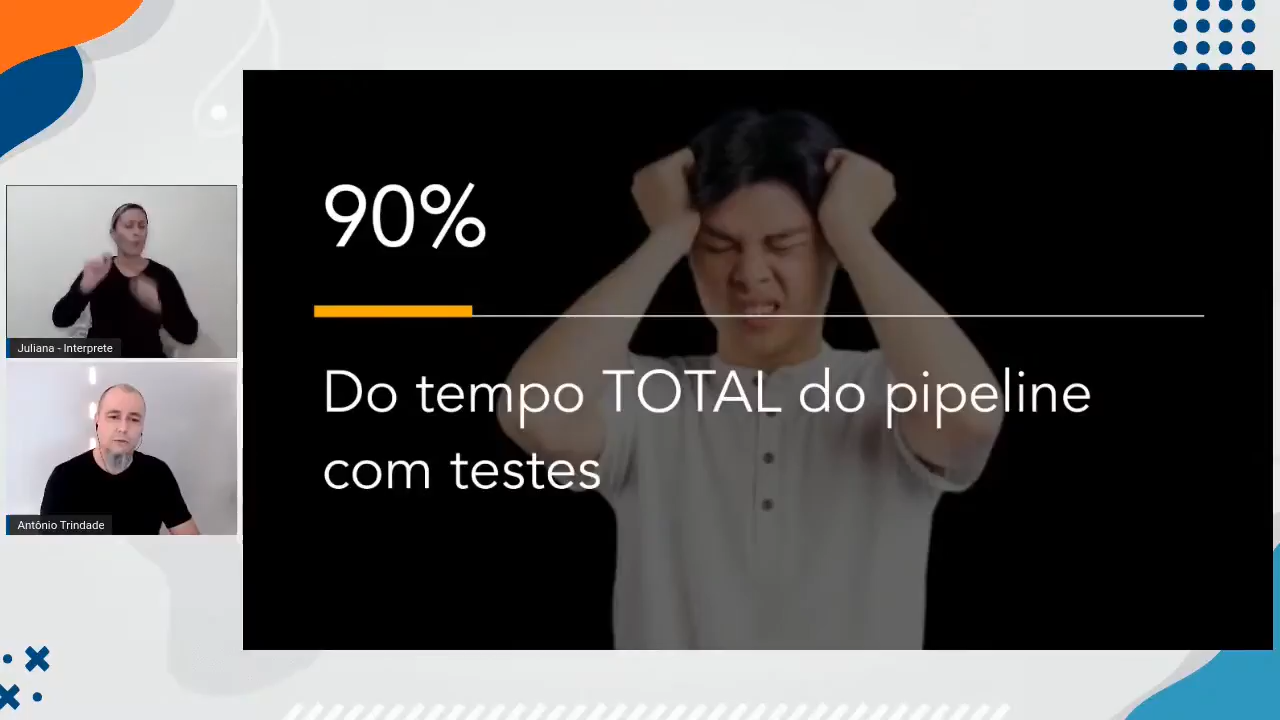 90%
Do tempo TOTAL do pipeline
com testes
Juliana - Interprete
Antônio Trindade